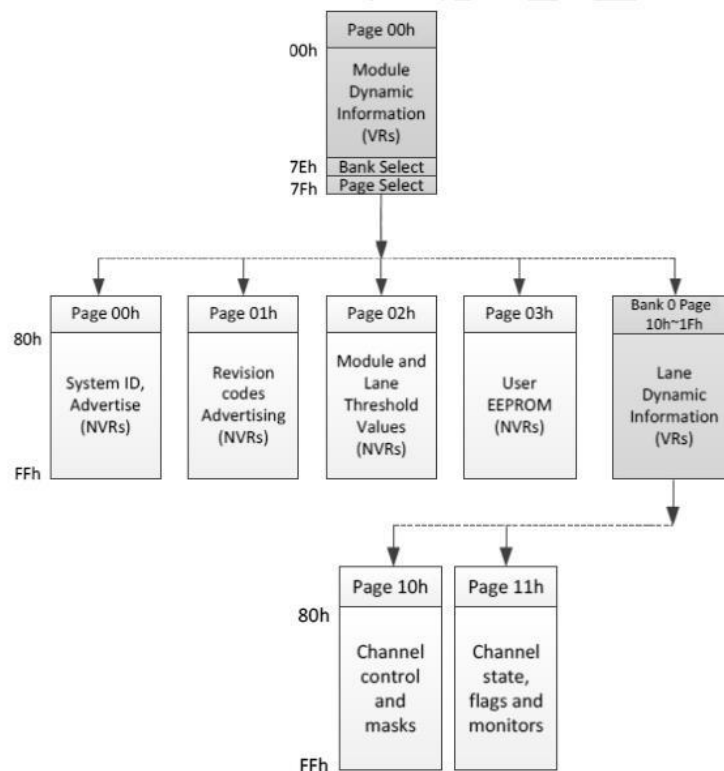 Page 00h
00h
Module
Dynamic
Information
(VRs)
7Eh
Bank Select
7Fh
Page Select
Page 00h
80h
System ID,
Advertise
(NVRs)
FFh
Page 01h
Revision
codes
Advertising
(NVRs)
Page 02h
Module and
Lane
Threshold
Values
(NVRs)
Page 03h
User
EEPROM
(NVRs)
Bank 0 Page
10h~1Fh
Lane
Dynamic
Information
(VRs)
Page 10h
80h
Channel
control
and
masks
FFh
Page 11h
Channel
state,
flags and
monitors